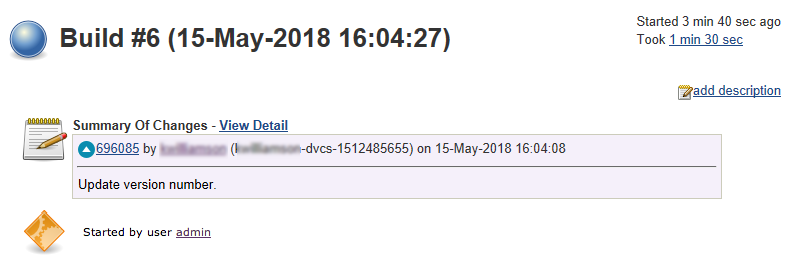 Build #6 (15-May-2018 16:04:27)
Started 3 min 40 sec ago
Took 1 min 30 sec
add description
Summary Of Changes - View Detail
696085 by ( -dvcs-1512485655) on 15-May-2018 16:04:08
Update version number.
Started by user admin